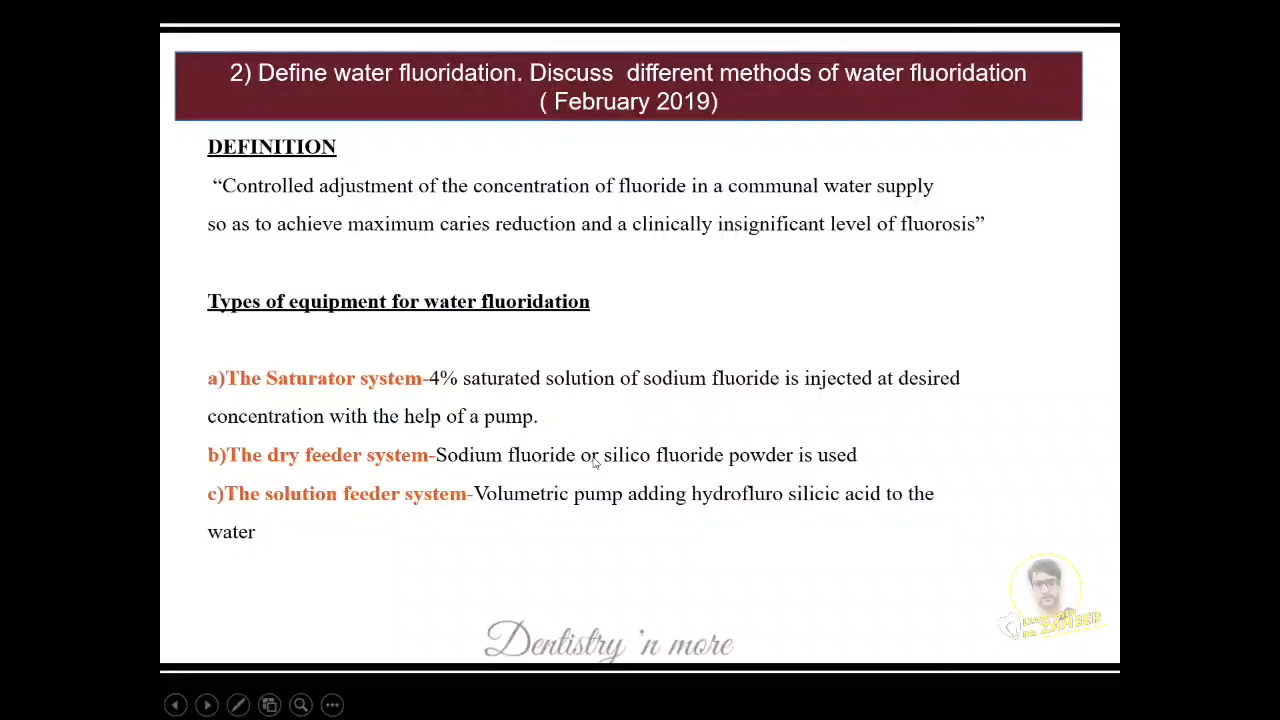 2) Define water fluoridation. Discuss different methods of water fluoridation
( February 2019)
DEFINITION
“Controlled adjustment of the concentration of fluoride in a communal water supply
so as to achieve maximum caries reduction and a clinically insignificant level of fluorosis”
Types of equipment for water fluoridation
a)The Saturator system-4% saturated solution of sodium fluoride is injected at desired
concentration with the help of a pump.
b)The dry feeder system-Sodium fluoride or silico fluoride powder is used
c)The solution feeder system-Volumetric pump adding hydrofluro silicic acid to the
water
Dentistry 'n more